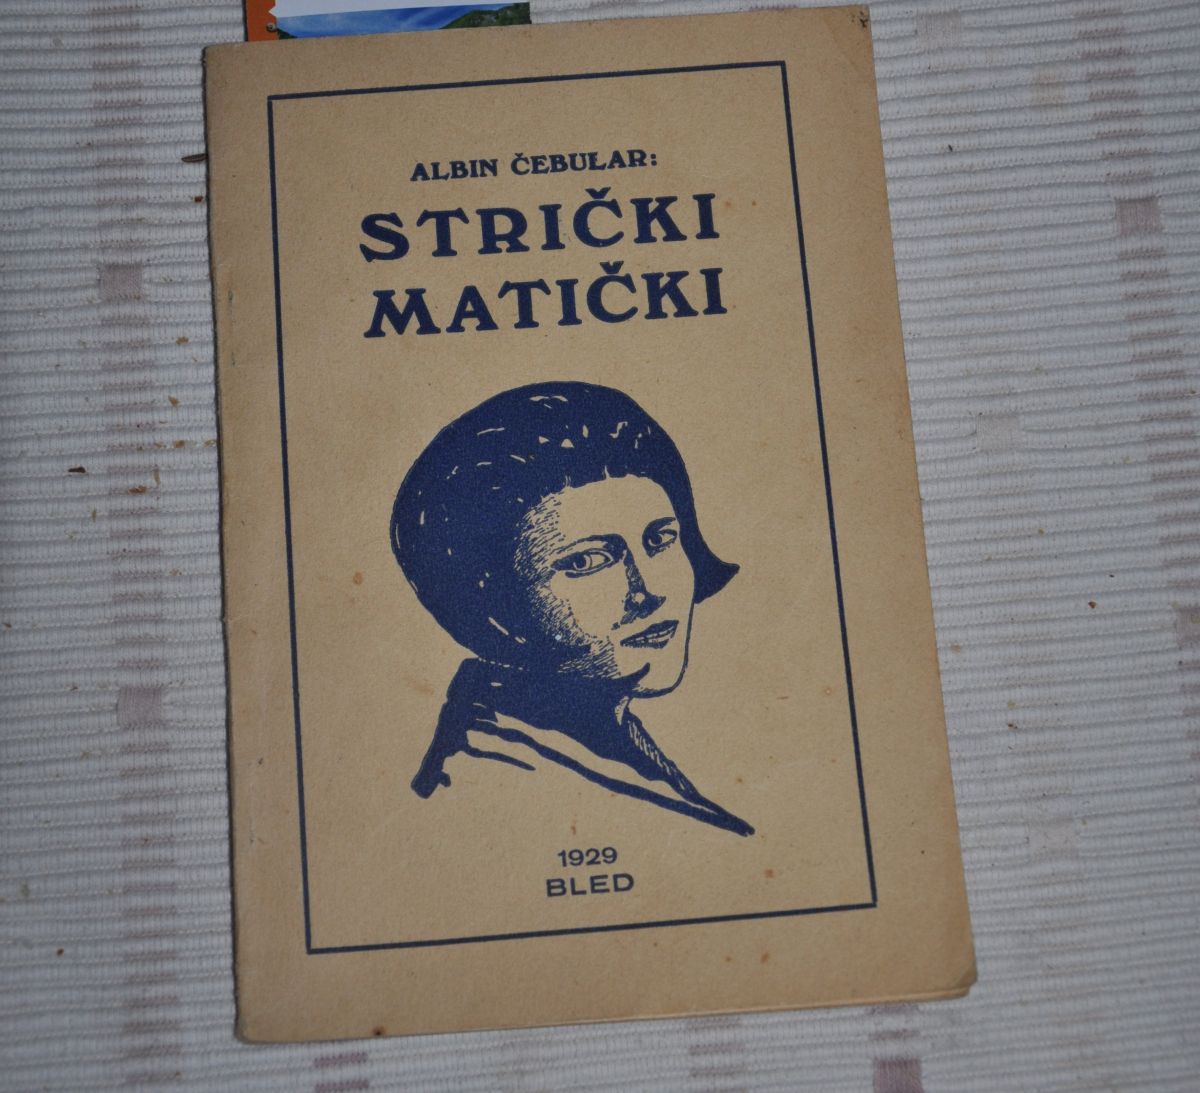 ALBIN ČEBULAR:
STRIČKI
MATIČKI
1929
BLED